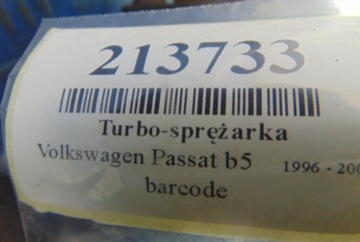 213733
Turbo-sprężarka
Volkswagen Passat b5 1996 - 200
barcode